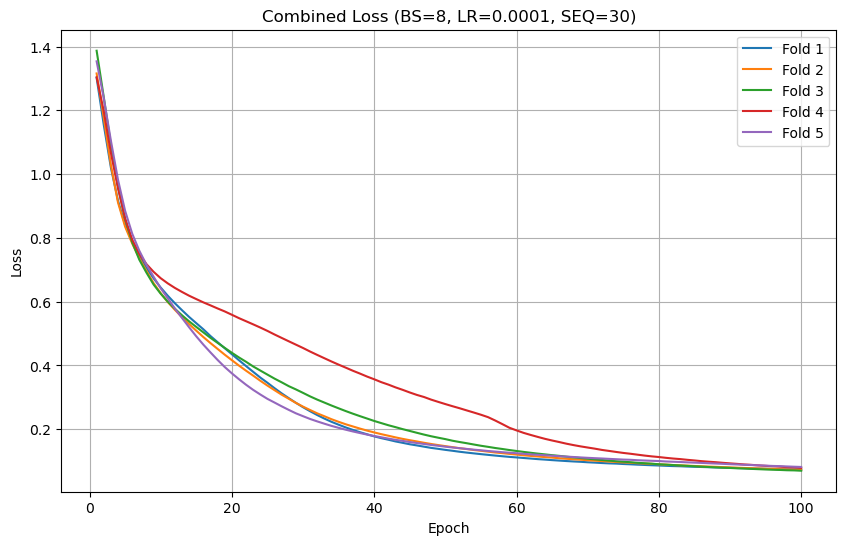 Combined Loss (BS=8, LR=0.0001, SEQ=30)
Fold 1
Fold 2
Fold 3
Fold 4
Fold 5
Loss
1.4
1.2
1.0
0.8
0.6
0.4
0.2
0 20 40 60 80 100
Epoch